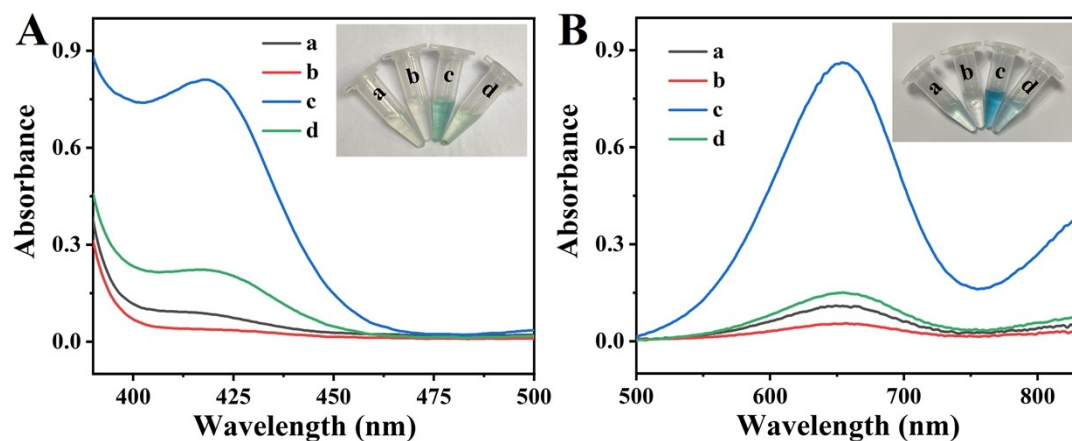 A
Absorbance
0.9
0.6
0.3
0.0
400
425
450
475
500
Wavelength (nm)
a
b
c
d
a
b
c
d
B
Absorbance
0.9
0.6
0.3
0.0
500
600
700
800
Wavelength (nm)
a
b
c
d
a
b
c
d